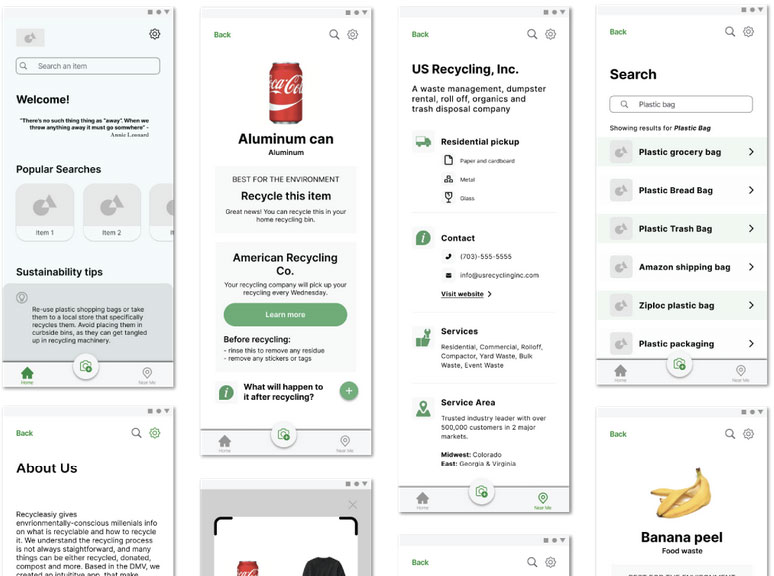 Search an item
Welcome!
"There's no such thing thing as "away". When we
throw anything away it must go somwhere" -
Annie Leonard
Popular Searches
Item 1
Item 2
Sustainability tips
Re-use plastic shopping bags or take
them to a local store that specifically
recycles them. Avoid placing them in
curbside bins, as they can get tangled
up in recycling machinery.
Home
Near Me
Back
Coca-Cola
Aluminum can
Aluminum
BEST FOR THE ENVIRONMENT
Recycle this item
Great news! You can recycle this in your
home recycling bin.
American Recycling
Co.
Your recycling company will pick up your
recycling every Wednesday.
Learn more
Before recycling:
- rinse this to remove any residue
- remove any stickers or tags
What will happen to
it after recycling?
Home
Near Me
Back
US Recycling, Inc.
A waste management, dumpster
rental, roll off, organics and
trash disposal company
Residential pickup
Paper and cardboard
Metal
Glass
Contact
(703)-555-5555
info@usrecyclinginc.com
Visit website
Services
Residential, Commercial, Rolloff,
Compactor, Yard Waste, Bulk
Waste, Event Waste
Service Area
Trusted industry leader with over
500,000 customers in 2 major
markets.
Midwest: Colorado
East: Georgia & Virginia
Home
Near Me
Back
Search
Plastic bag
Showing results for Plastic Bag
Plastic grocery bag
Plastic Bread Bag
Plastic Trash Bag
Amazon shipping bag
Ziploc plastic bag
Plastic packaging
Home
Near Me
Back
About Us
Recycleasiy gives
envrionmentally-conscious millenials info
on what is recyclable and how to recycle
it. We understand the recycling process
is not always staightforward, and many
things can be either recycled, donated,
compost and more. Based in the DMV, we
created an intuititve app, that make
Back
Back
Banana peel
Food waste